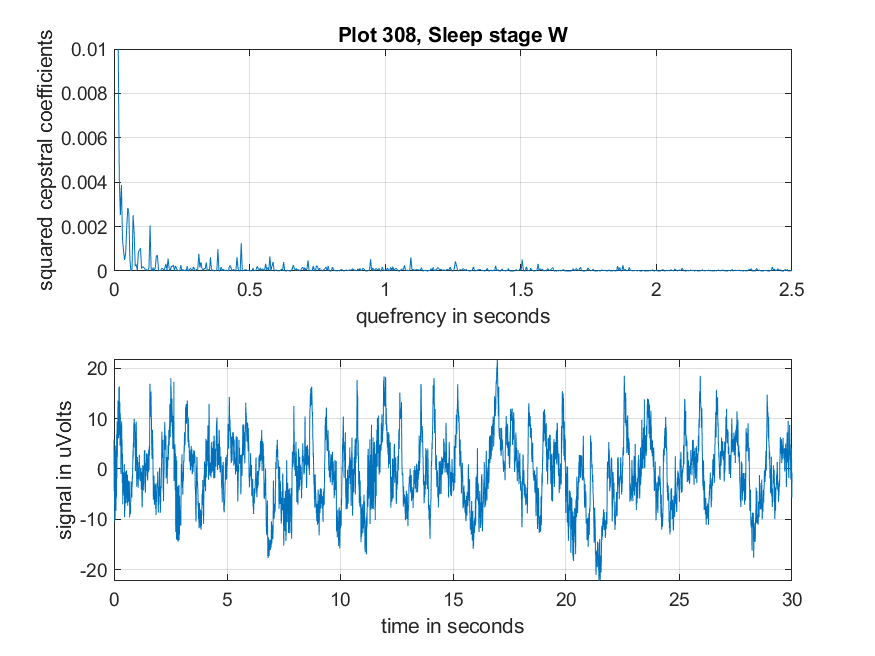 Plot 308, Sleep stage W
squared cepstral coefficients
0.01
0.008
0.006
0.004
0.002
0
0 0.5 1 1.5 2 2.5
quefrency in seconds
signal in uVolts
20
10
0
-10
-20
0 5 10 15 20 25 30
time in seconds